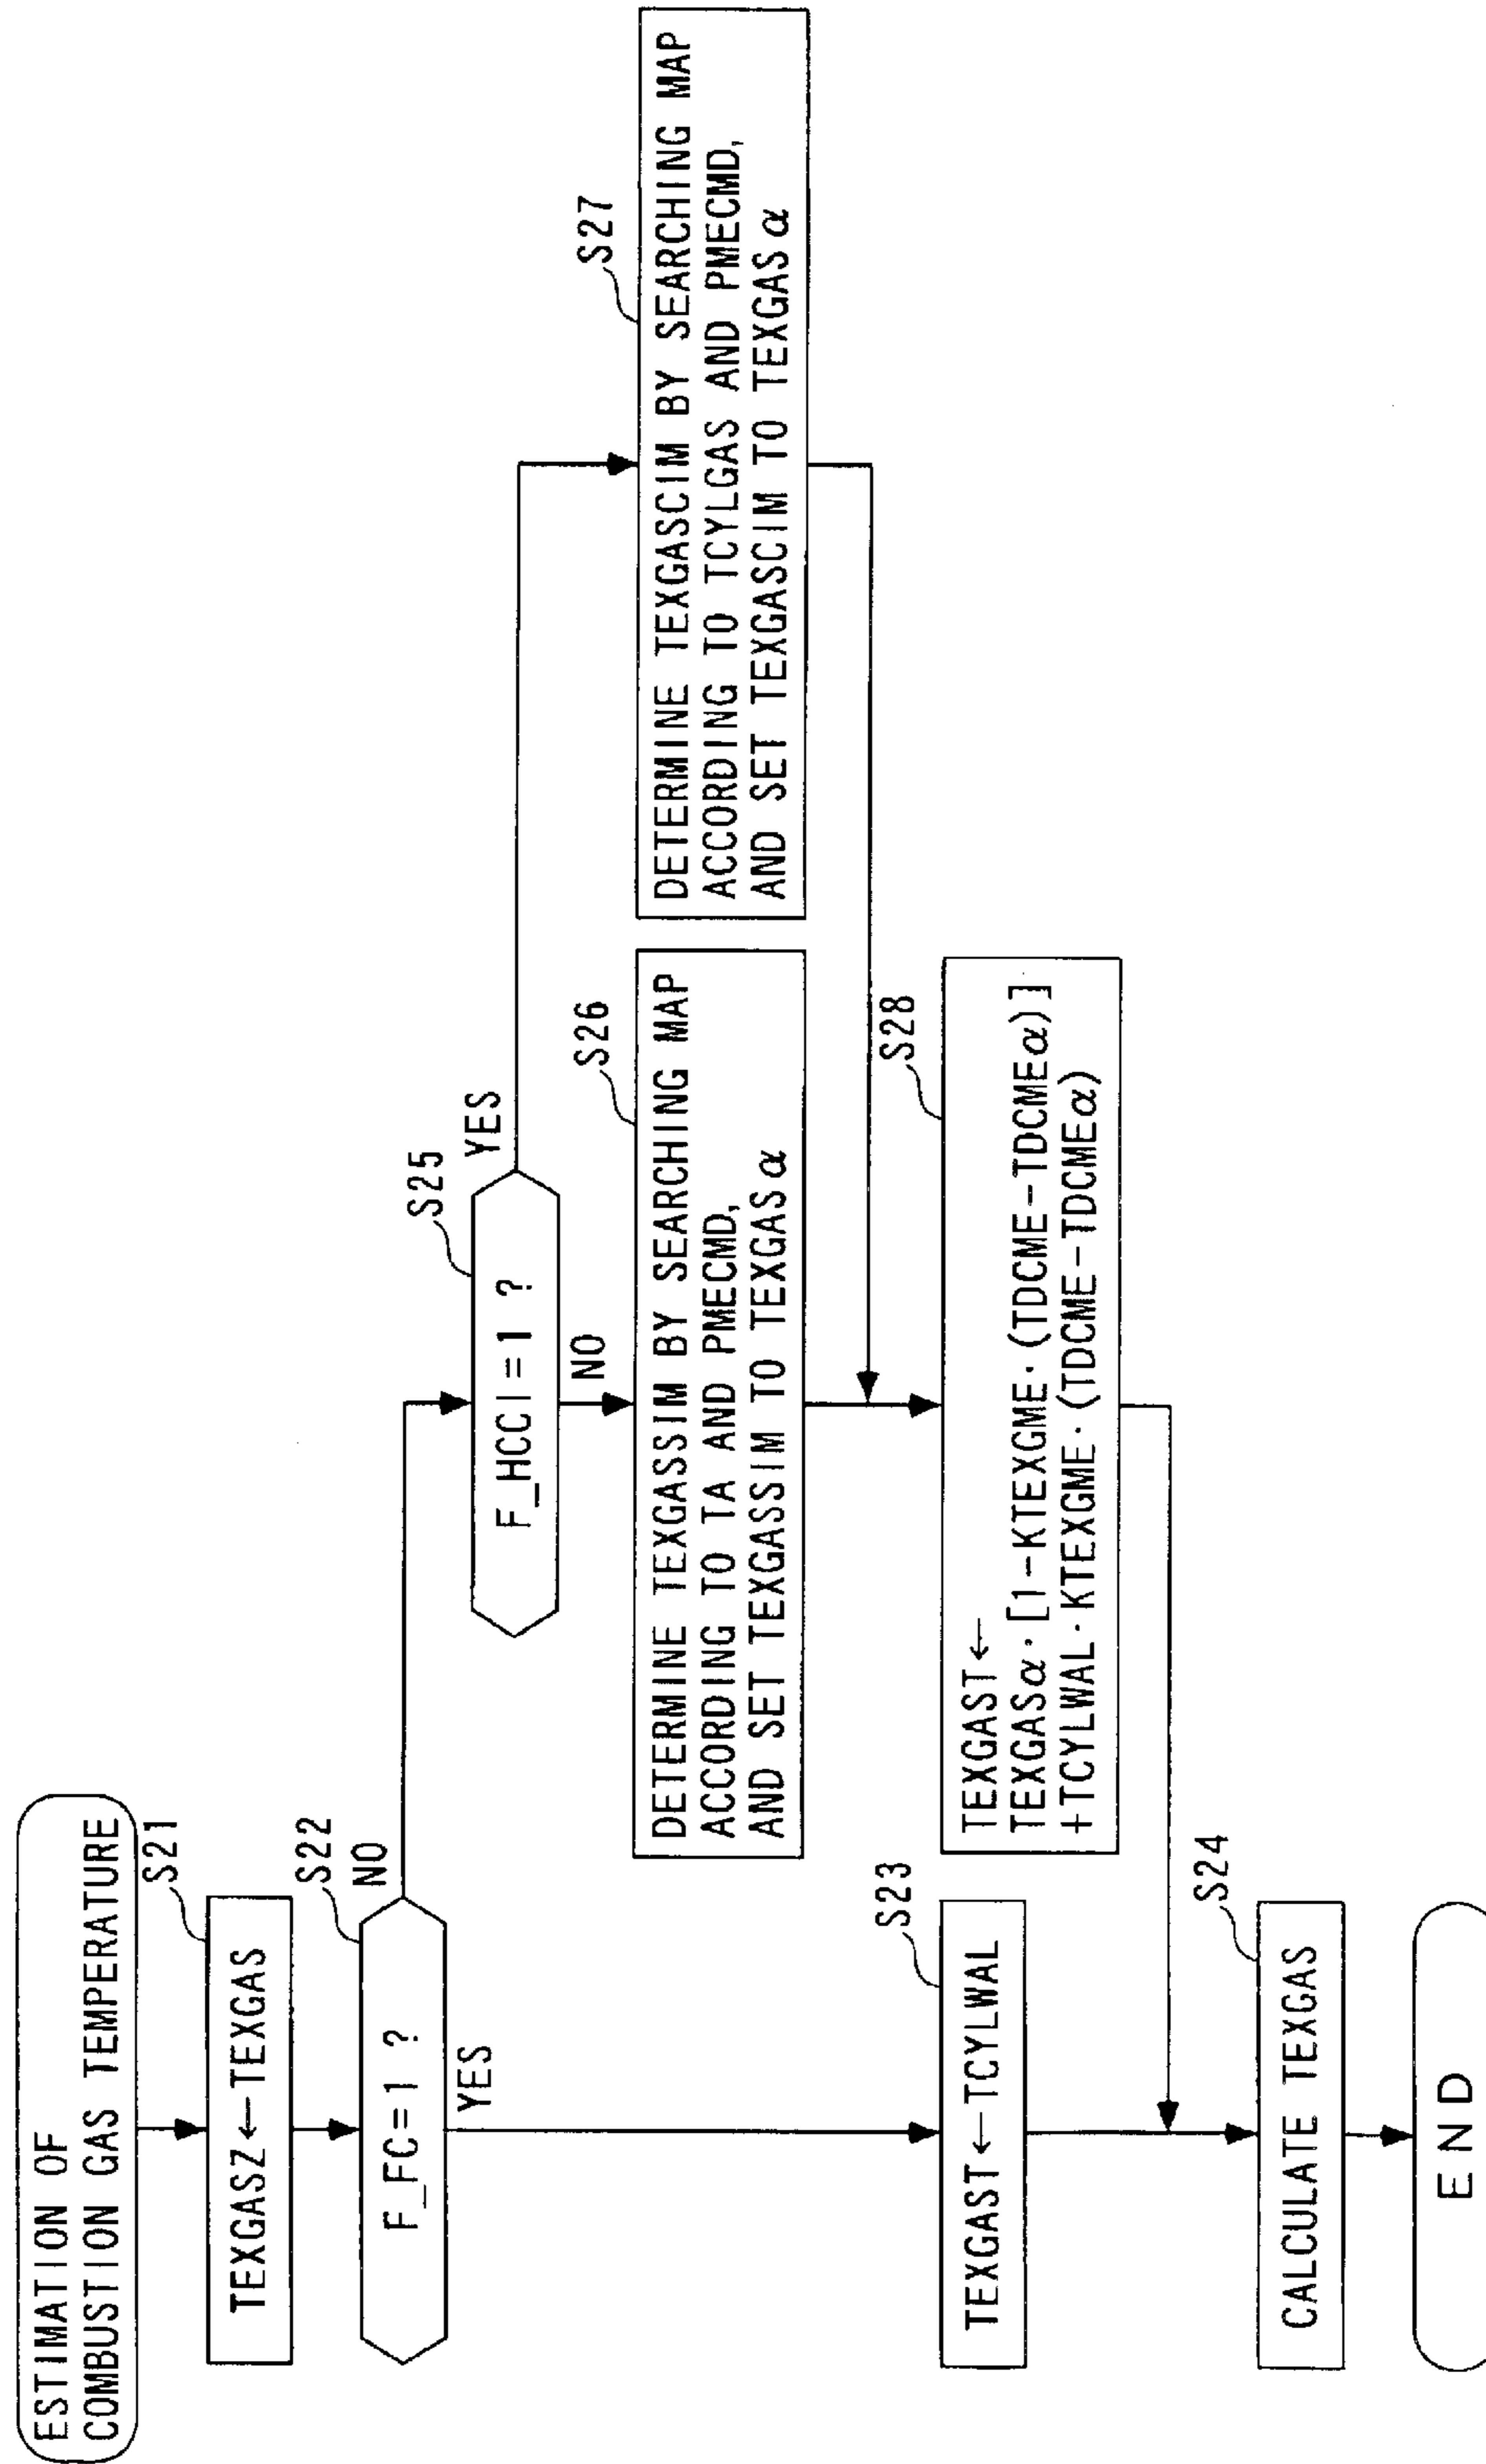 ESTIMATION OF
COMBUSTION GAS TEMPERATURE
S21
TEXGASZ←TEXGAS
S22
F_FC=1 ?
NO
YES
S25
F_HCCI=1 ?
YES
NO
S26
DETERMINE TEXGASSIM BY SEARCHING MAP
ACCORDING TO TA AND PMECMD,
AND SET TEXGASSIM TO TEXGASα
S27
DETERMINE TEXGASCIM BY SEARCHING MAP
ACCORDING TO TCYLGAS AND PMECMD,
AND SET TEXGASCIM TO TEXGASα
S23
TEXGAST←TCYLWAL
S28
TEXGAST←
TEXGASα·[1-KTEXGME·(TDCME-TDCMEα)]
+TCYLWAL·KTEXGME·(TDCME-TDCMEα)
S24
CALCULATE TEXGAS
END